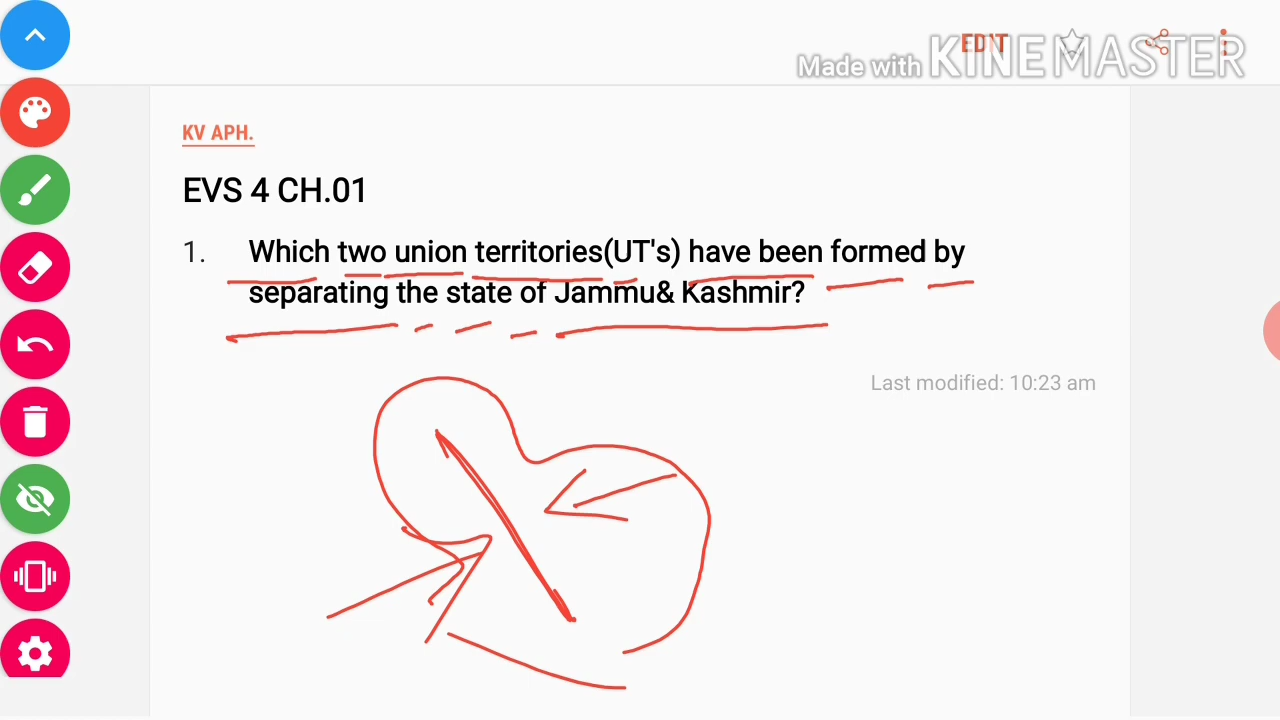 EDIT
Made with KINEMASTER
KV APH.
EVS 4 CH.01
1. Which two union territories(UT's) have been formed by
separating the state of Jammu& Kashmir?
Last modified: 10:23 am